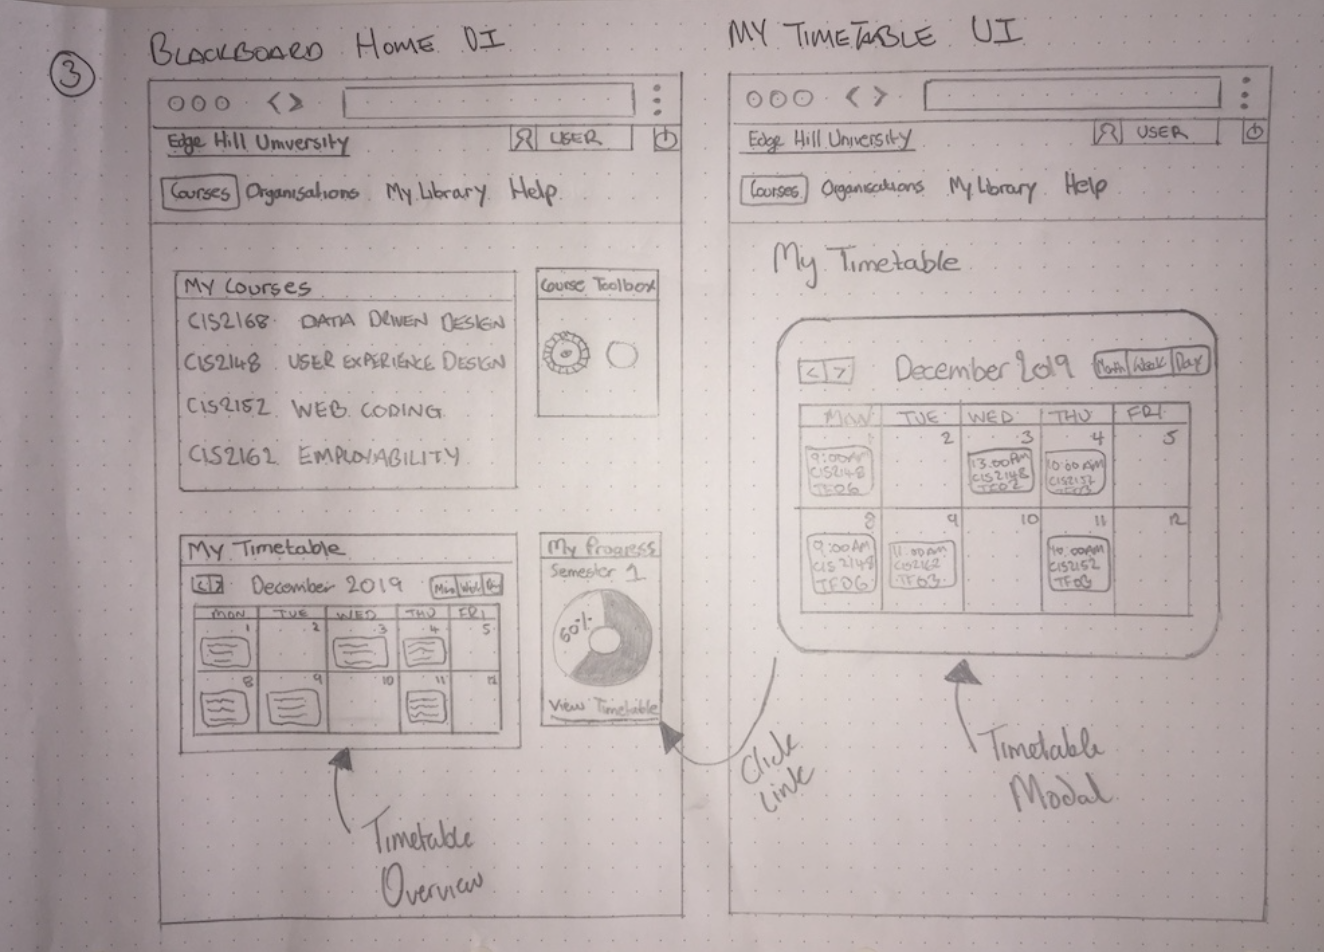 3
BLACKBOARD HOME UI
< >
Edge Hill University
USER
Courses Organisations My Library Help
My Courses
CIS2168 DATA DRIVEN DESIGN
CIS2148 USER EXPERIENCE DESIGN
CIS2152 WEB CODING
CIS2162 EMPLOYABILITY
Course Toolbox
My Timetable
< > December 2019
MON TUE WED THU FRI
1 2 3 4 5
8 9 10 11 12
My Progress
Semester 1
60%
View Timetable
Timetable
Overview
MY TIMETABLE UI
< >
Edge Hill University
USER
Courses Organisations My Library Help
My Timetable
< > December 2019 Month Week Day
MON TUE WED THU FRI
1 2 3 4 5
9:00AM
CIS2148
TF06
13:00PM
CIS2148
10:00AM
CIS2152
8 9 10 11 12
9:00AM
CIS2148
TF06
11:00AM
CIS2162
TF03
10:00AM
CIS2152
TF06
Click
Link
Timetable
Modal